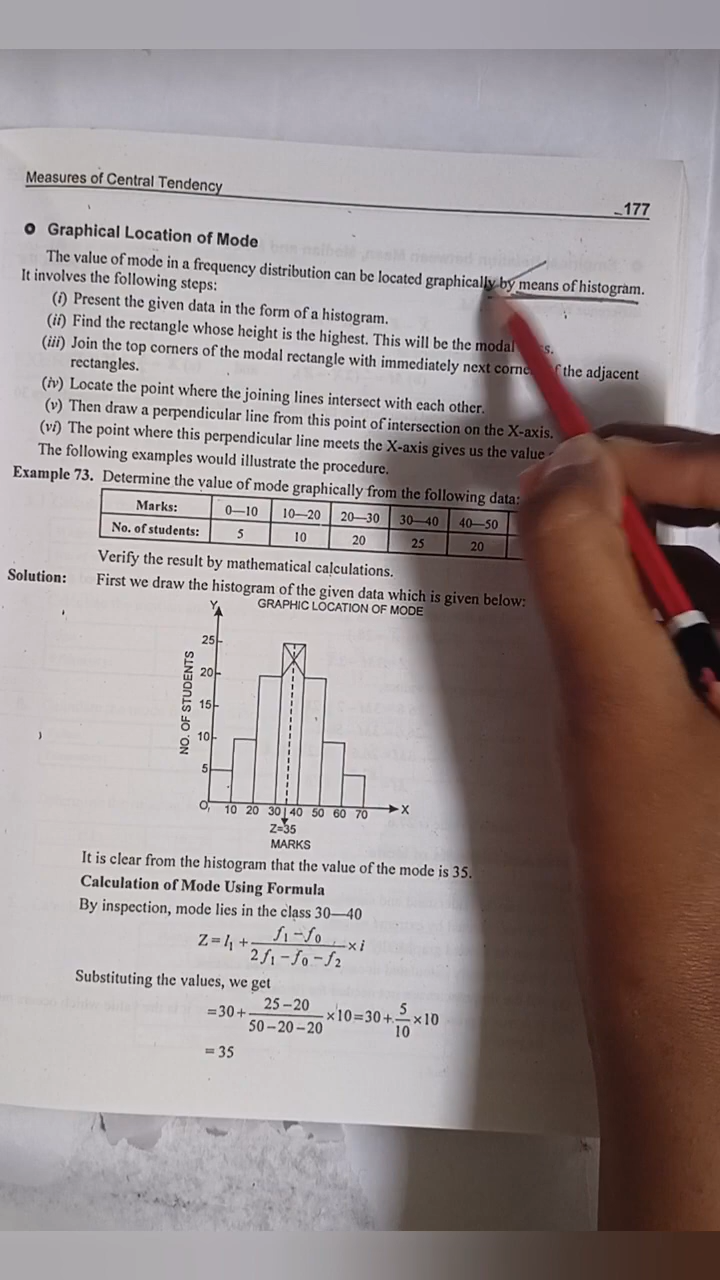 Measures of Central Tendency
177
Graphical Location of Mode
The value of mode in a frequency distribution can be located graphically by means of histogram.
It involves the following steps:
(i) Present the given data in the form of a histogram.
(ii) Find the rectangle whose height is the highest. This will be the modal
(iii) Join the top corners of the modal rectangle with immediately next the adjacent
rectangles.
(iv) Locate the point where the joining lines intersect with each other.
(v) Then draw a perpendicular line from this point of intersection on the X-axis.
(vi) The point where this perpendicular line meets the X-axis gives us the value
The following examples would illustrate the procedure.
Example 73. Determine the value of mode graphically from the following data:
Marks: 0—10 10—20 20—30 30—40 40—50
No. of students: 5 10 20 25 20
Verify the result by mathematical calculations.
Solution: First we draw the histogram of the given data which is given below:
Y GRAPHIC LOCATION OF MODE
NO. OF STUDENTS
25
20
15
10
5
O 10 20 30 40 50 60 70 X
Z=35
MARKS
It is clear from the histogram that the value of the mode is 35.
Calculation of Mode Using Formula
By inspection, mode lies in the class 30—40
Z = l₁ + (f₁ − f₀)/(2f₁ − f₀ − f₂) × i
Substituting the values, we get
= 30 + (25 − 20)/(50 − 20 − 20) × 10 = 30 + 5/10 × 10
= 35